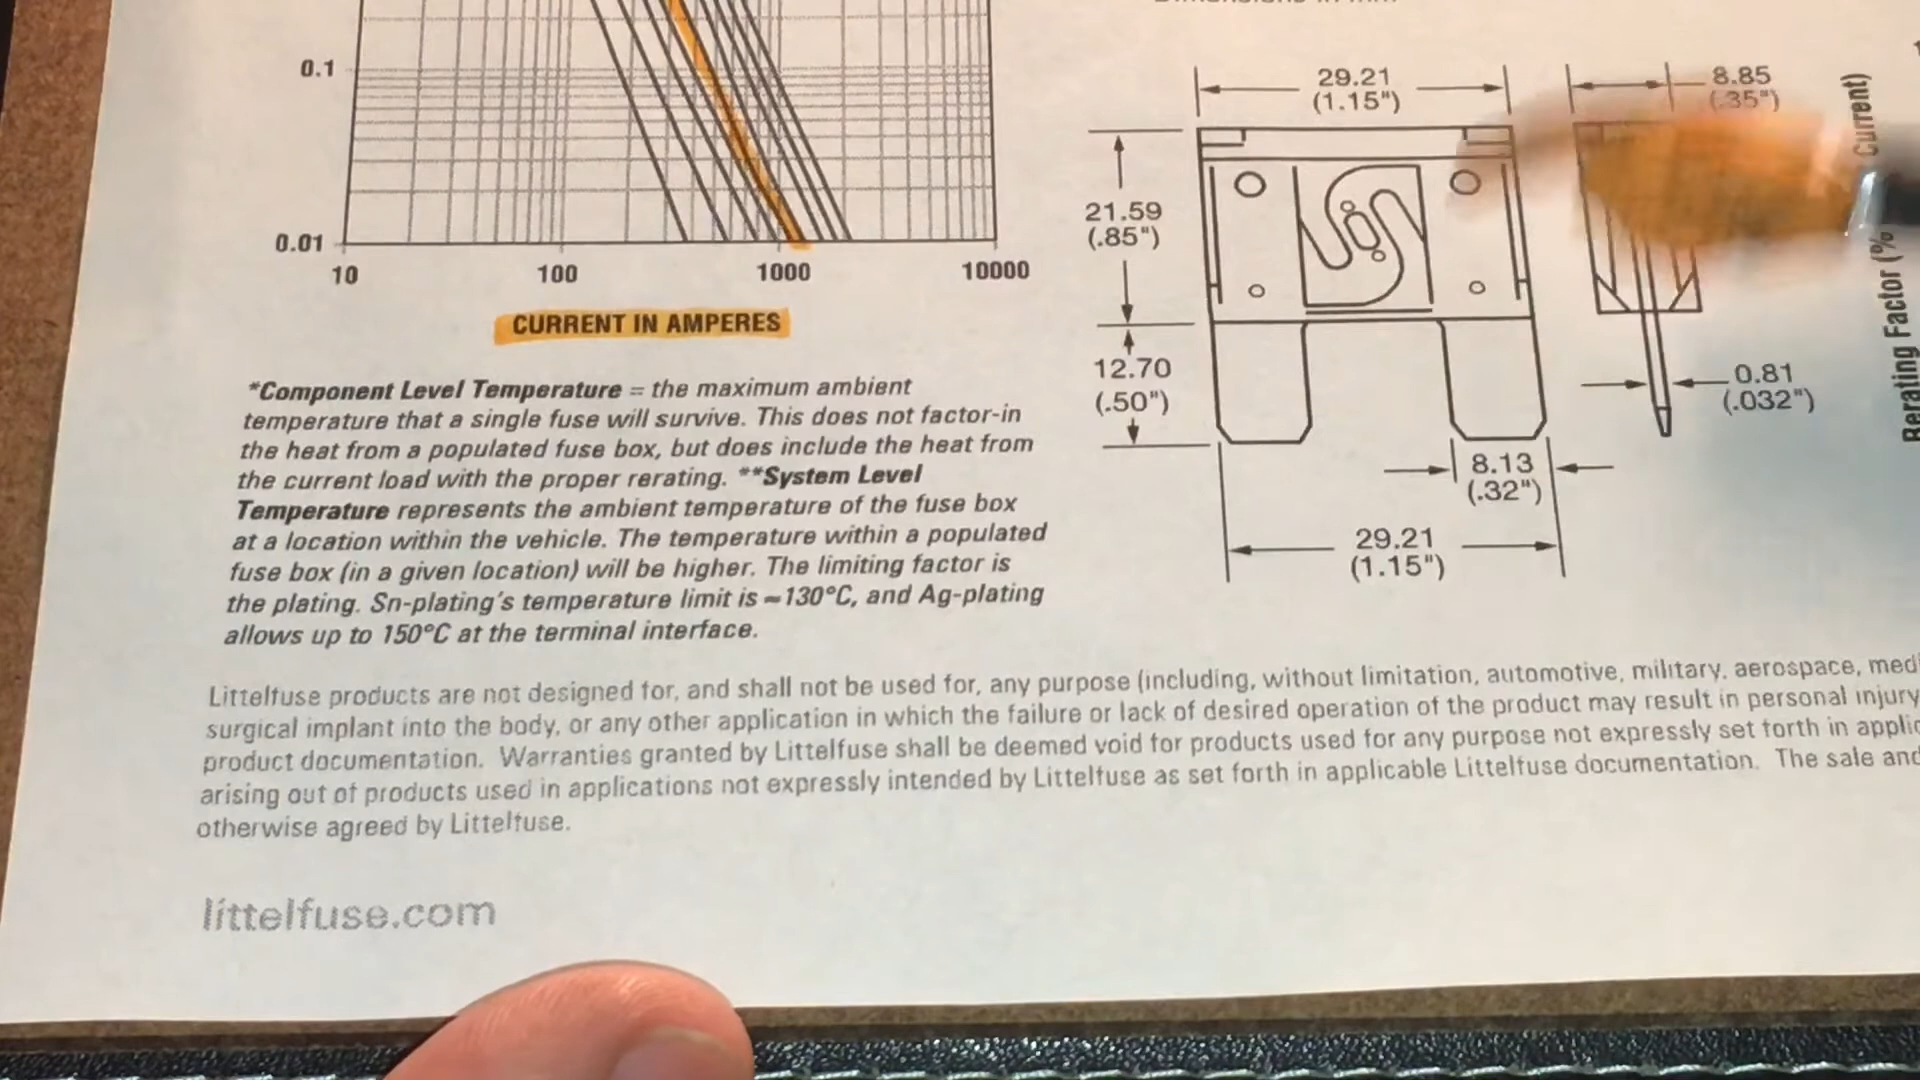 0.1
0.01
10 100 1000 10000
CURRENT IN AMPERES
*Component Level Temperature = the maximum ambient
temperature that a single fuse will survive. This does not factor-in
the heat from a populated fuse box, but does include the heat from
the current load with the proper rerating. **System Level
Temperature represents the ambient temperature of the fuse box
at a location within the vehicle. The temperature within a populated
fuse box (in a given location) will be higher. The limiting factor is
the plating. Sn-plating's temperature limit is ~130°C, and Ag-plating
allows up to 150°C at the terminal interface.
29.21
(1.15")
8.85
(.35")
21.59
(.85")
12.70
(.50")
0.81
(.032")
8.13
(.32")
29.21
(1.15")
Factor (% Current)
Littelfuse products are not designed for, and shall not be used for, any purpose (including, without limitation, automotive, military, aerospace,
surgical implant into the body, or any other application in which the failure or lack of desired operation of the product may result in personal injury
product documentation. Warranties granted by Littelfuse shall be deemed void for products used for any purpose not expressly set forth in
arising out of products used in applications not expressly intended by Littelfuse as set forth in applicable Littelfuse documentation. The sale and
otherwise agreed by Littelfuse.
littelfuse.com